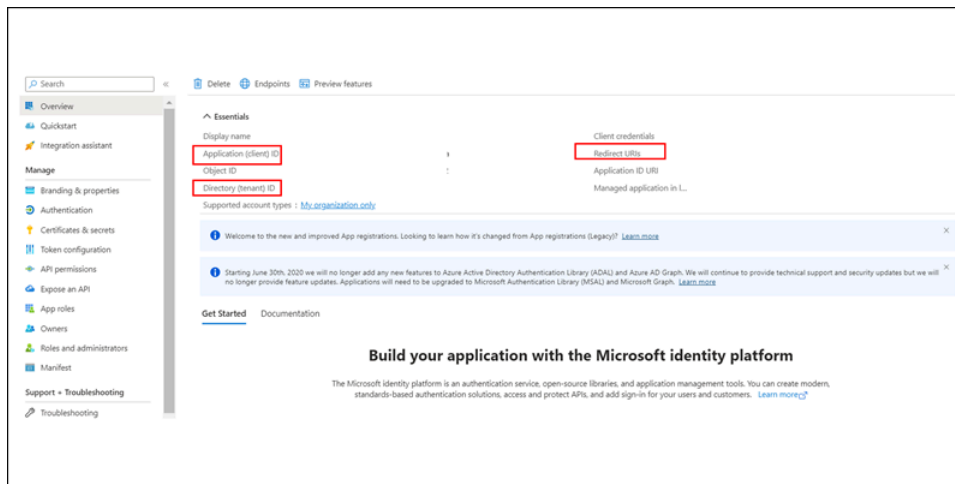 Search
«
Delete
Endpoints
Preview features
Overview
Quickstart
Integration assistant
Manage
Branding & properties
Authentication
Certificates & secrets
Token configuration
API permissions
Expose an API
App roles
Owners
Roles and administrators
Manifest
Support + Troubleshooting
Troubleshooting
Essentials
Display name
Application (client) ID
Object ID
:
Directory (tenant) ID
Supported account types : My organization only
Client credentials
Redirect URIs
Application ID URI
Managed application in l...
Welcome to the new and improved App registrations. Looking to learn how it's changed from App registrations (Legacy)? Learn more
Starting June 30th, 2020 we will no longer add any new features to Azure Active Directory Authentication Library (ADAL) and Azure AD Graph. We will continue to provide technical support and security updates but we will
no longer provide feature updates. Applications will need to be upgraded to Microsoft Authentication Library (MSAL) and Microsoft Graph. Learn more
Get Started
Documentation
Build your application with the Microsoft identity platform
The Microsoft identity platform is an authentication service, open-source libraries, and application management tools. You can create modern,
standards-based authentication solutions, access and protect APIs, and add sign-in for your users and customers. Learn more